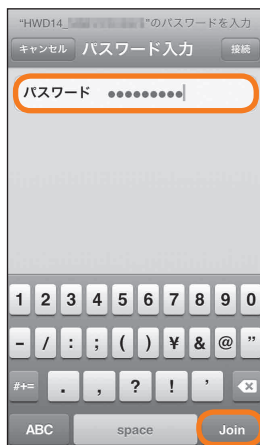 "HWD14_ "のパスワードを入力
キャンセル パスワード入力 接続
パスワード ●●●●●●●●●
1 2 3 4 5 6 7 8 9 0
- / : ; ( ) ¥ & @ "
#+= . , ? ! '
ABC space Join